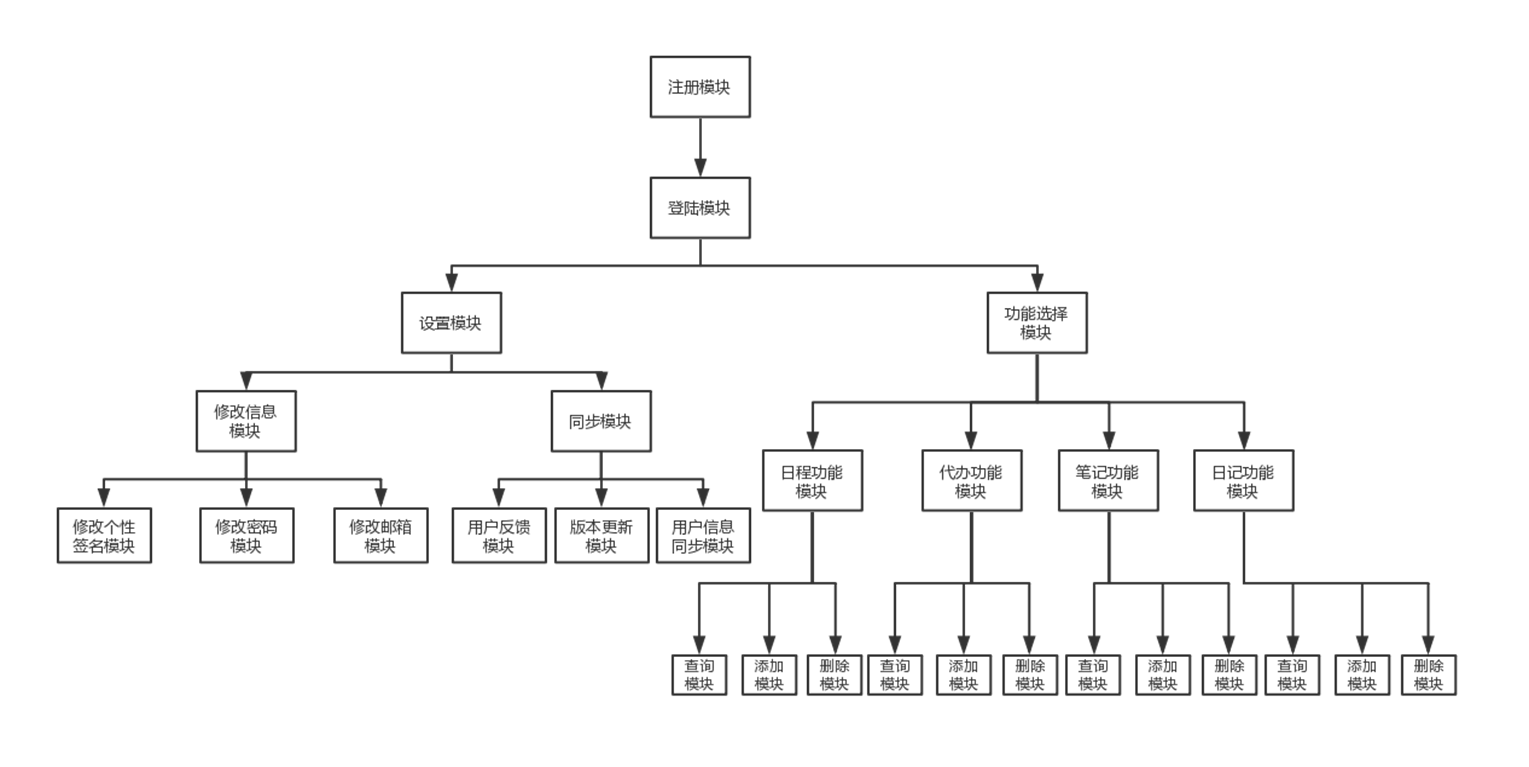 注册模块
登陆模块
设置模块
功能选择
模块
修改信息
模块
同步模块
日程功能
模块
代办功能
模块
笔记功能
模块
日记功能
模块
修改个性
签名模块
修改密码
模块
修改邮箱
模块
用户反馈
模块
版本更新
模块
用户信息
同步模块
查询
模块
添加
模块
删除
模块
查询
模块
添加
模块
删除
模块
查询
模块
添加
模块
删除
模块
查询
模块
添加
模块
删除
模块